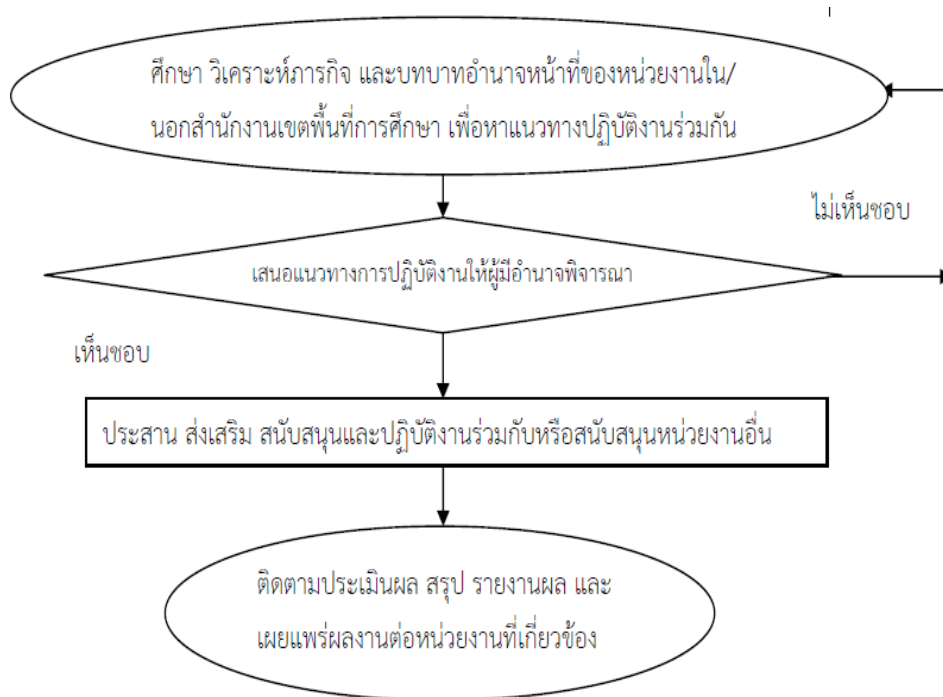 ศึกษา วิเคราะห์ภารกิจ และบทบาทอำนาจหน้าที่ของหน่วยงานใน/
นอกสำนักงานเขตพื้นที่การศึกษา เพื่อหาแนวทางปฏิบัติงานร่วมกัน
ไม่เห็นชอบ
เสนอแนวทางการปฏิบัติงานให้ผู้มีอำนาจพิจารณา
เห็นชอบ
ประสาน ส่งเสริม สนับสนุนและปฏิบัติงานร่วมกับหรือสนับสนุนหน่วยงานอื่น
ติดตามประเมินผล สรุป รายงานผล และ
เผยแพร่ผลงานต่อหน่วยงานที่เกี่ยวข้อง